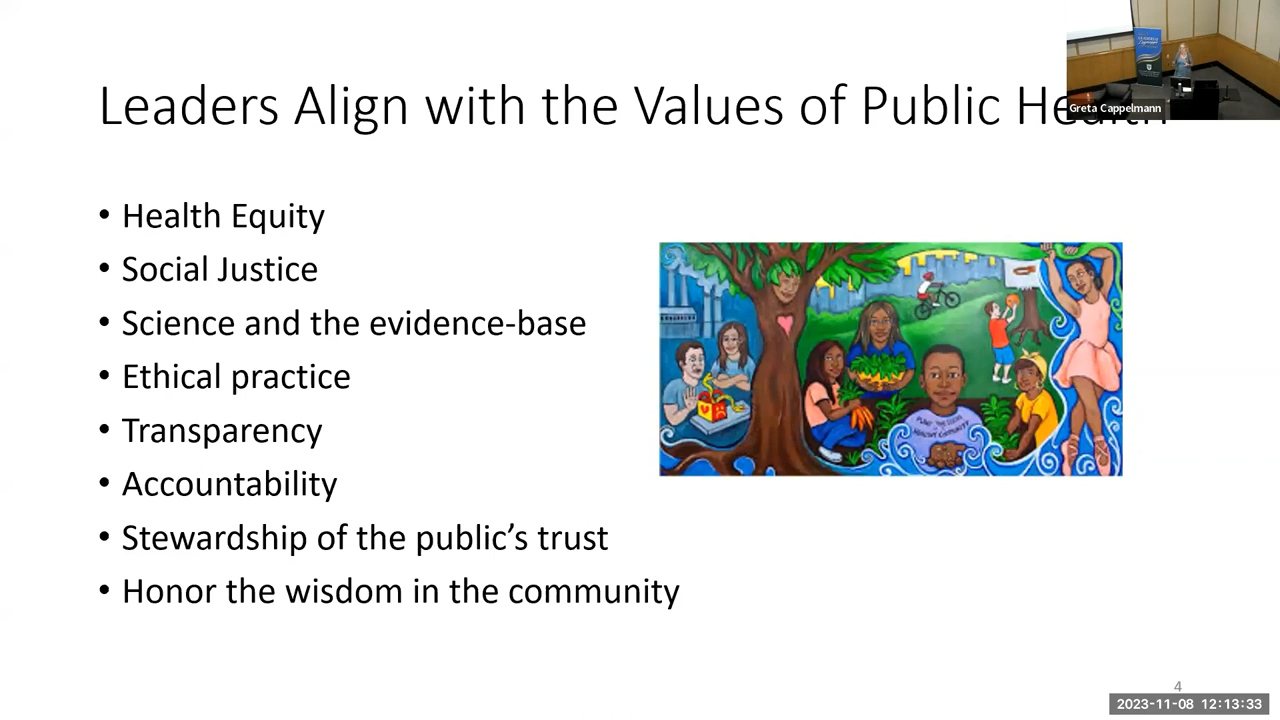 Leaders Align with the Values of Public Health
Greta Cappelmann
• Health Equity
• Social Justice
• Science and the evidence-base
• Ethical practice
• Transparency
• Accountability
• Stewardship of the public’s trust
• Honor the wisdom in the community
4
2023-11-08 12:13:33